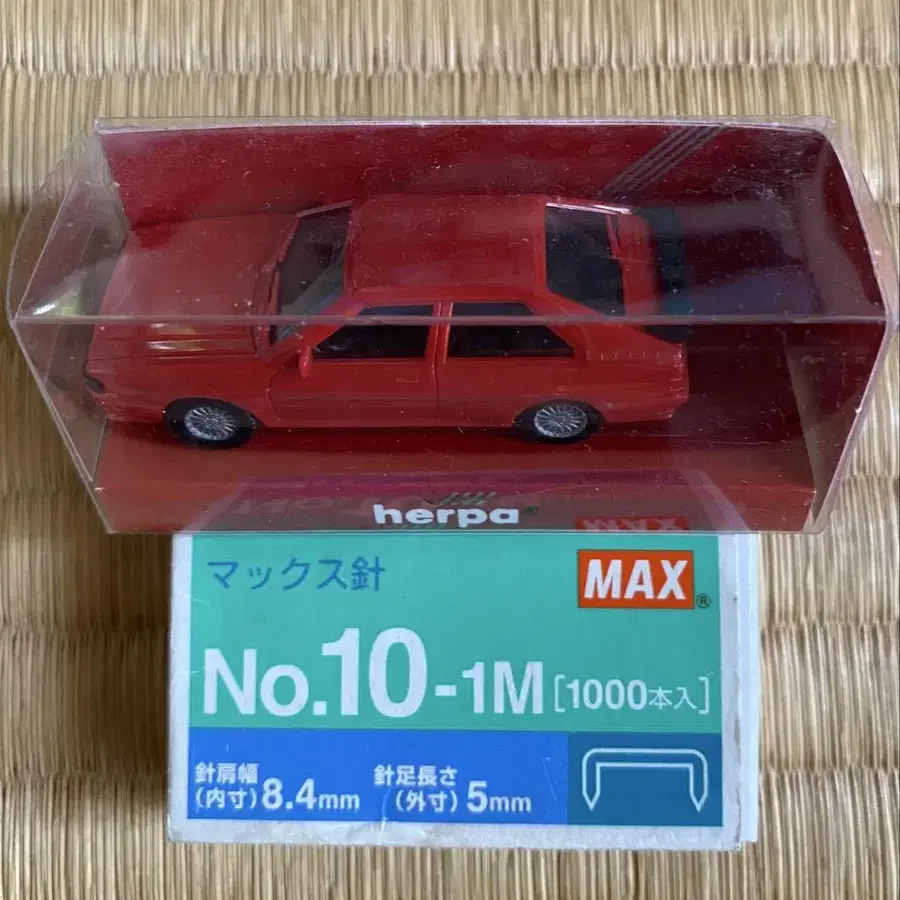 herpa
マックス針
MAX®
No.10-1M [1000本入]
針肩幅
(内寸)8.4mm
針足長さ
(外寸)5mm